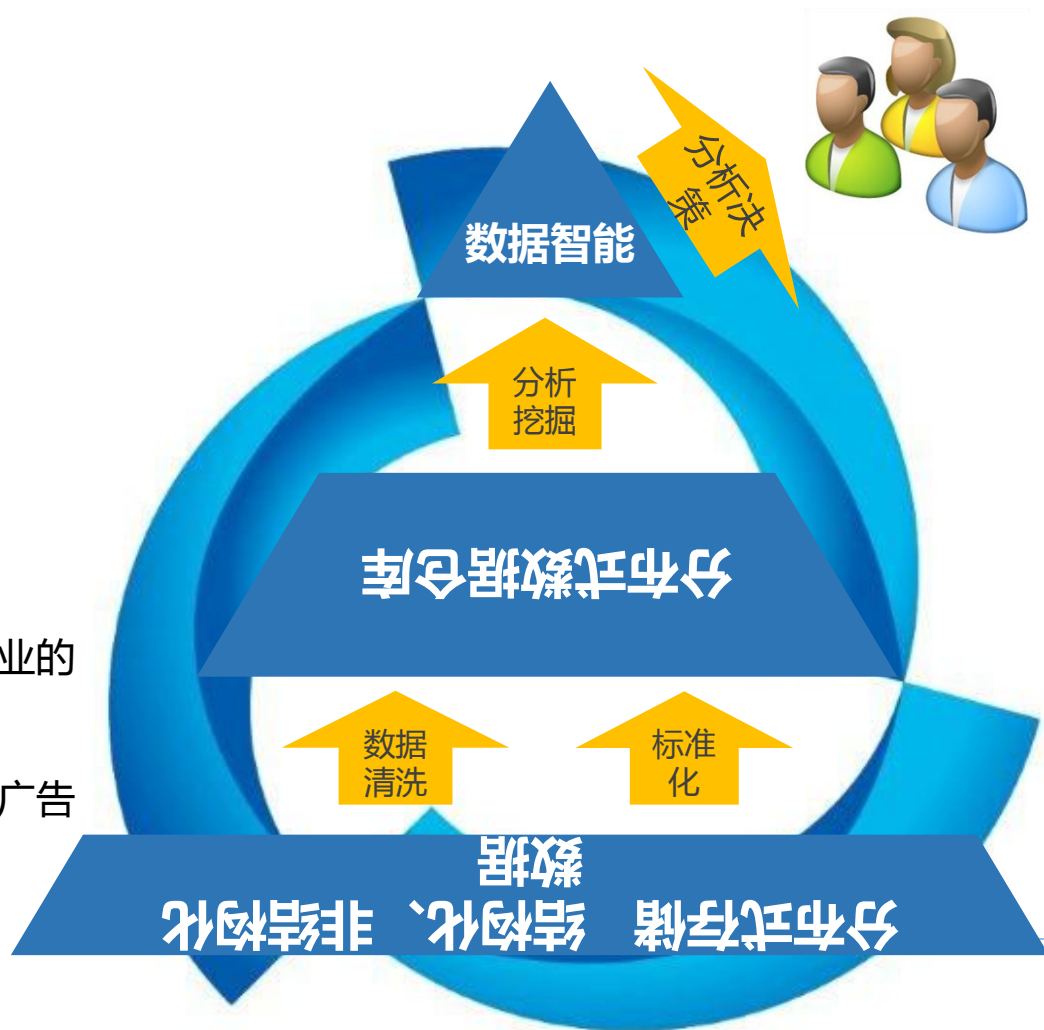 分析决
策
数据智能
分析
挖掘
分布式数据仓库
业的
数据
清洗
标准
化
广告
分布式存储 结构化、非结构化
数据